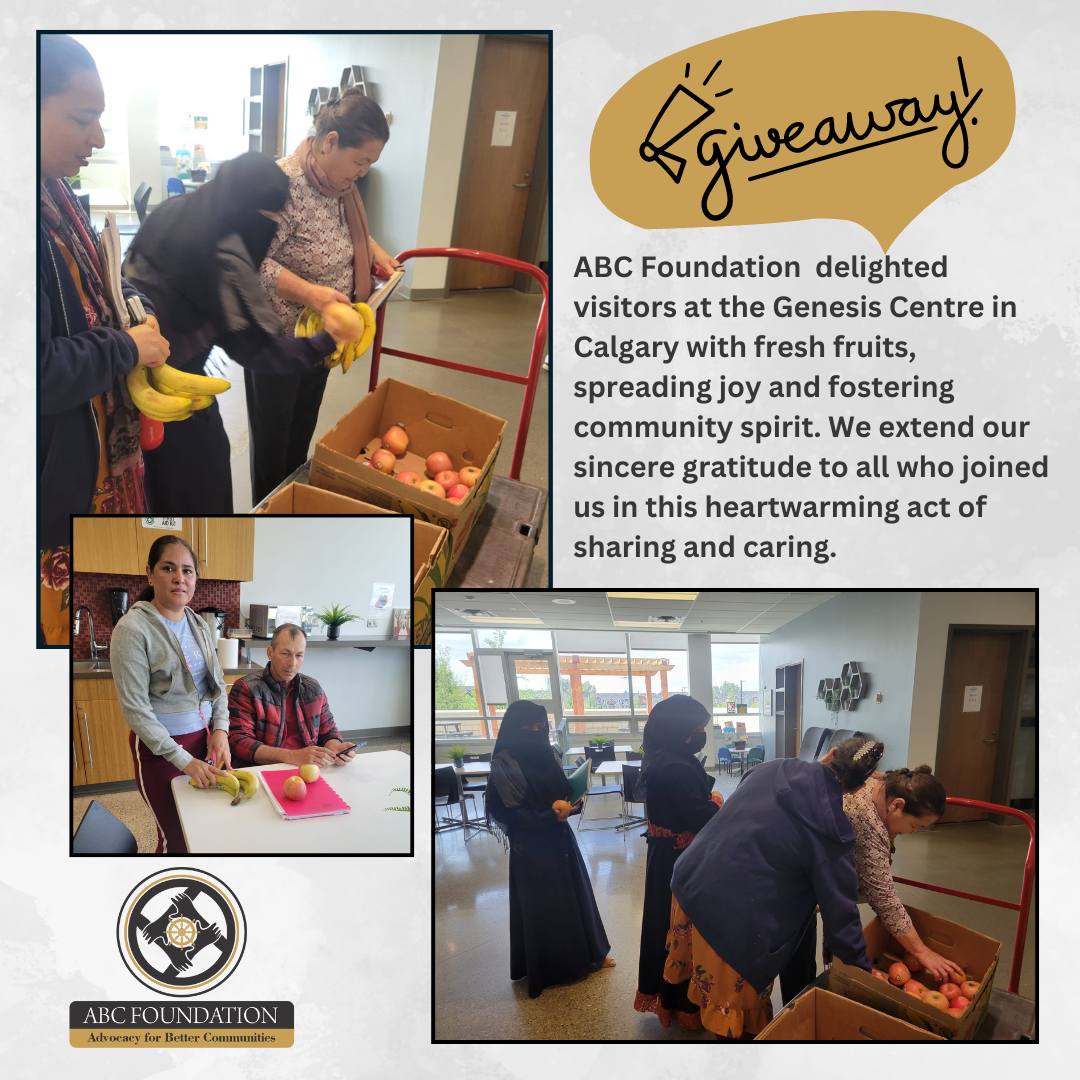 giveaway!
ABC Foundation delighted
visitors at the Genesis Centre in
Calgary with fresh fruits,
spreading joy and fostering
community spirit. We extend our
sincere gratitude to all who joined
us in this heartwarming act of
sharing and caring.
ABC FOUNDATION
Advocacy for Better Communities